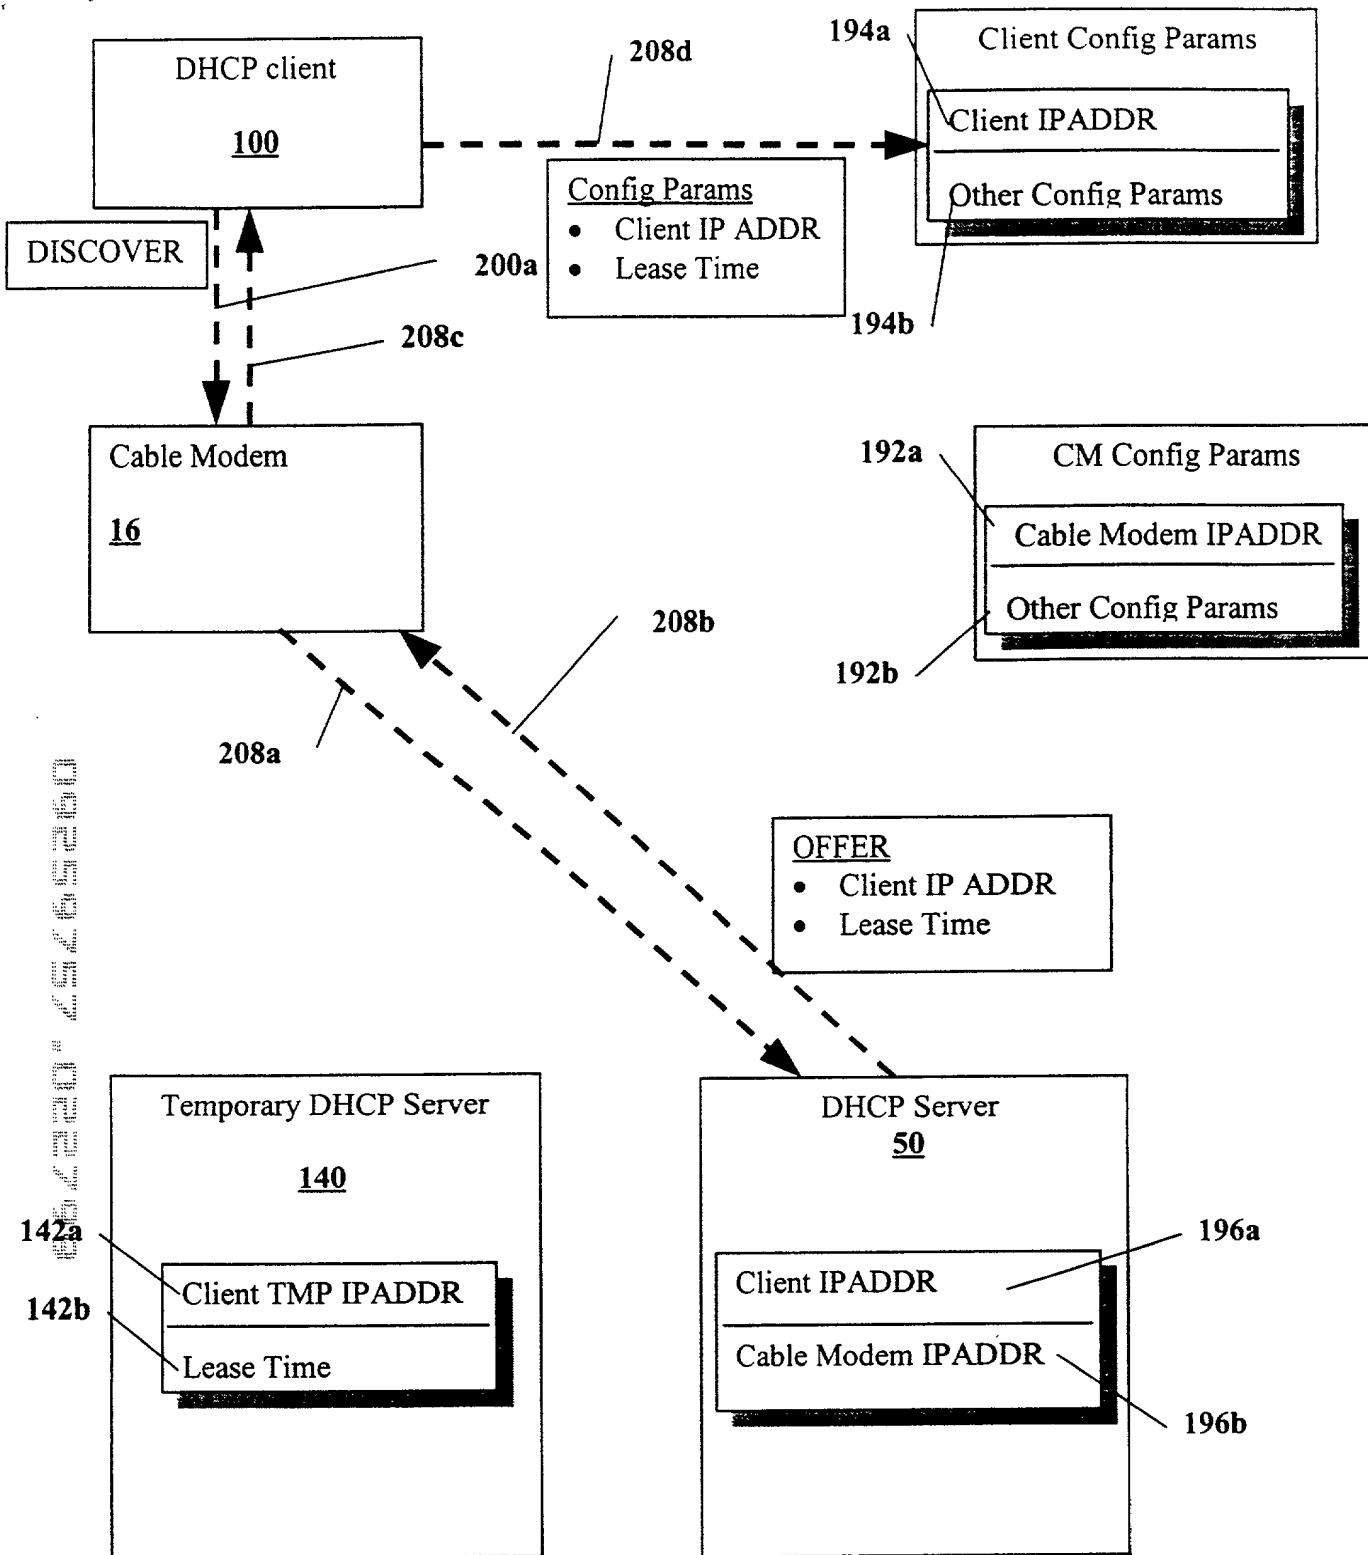 194a
Client Config Params
DHCP client
100
208d
Client IPADDR
Other Config Params
Config Params
• Client IP ADDR
• Lease Time
DISCOVER
200a
194b
208c
Cable Modem
16
192a
CM Config Params
Cable Modem IPADDR
Other Config Params
192b
208b
208a
OFFER
• Client IP ADDR
• Lease Time
Temporary DHCP Server
140
DHCP Server
50
142a
Client TMP IPADDR
142b
Lease Time
196a
Client IPADDR
Cable Modem IPADDR
196b